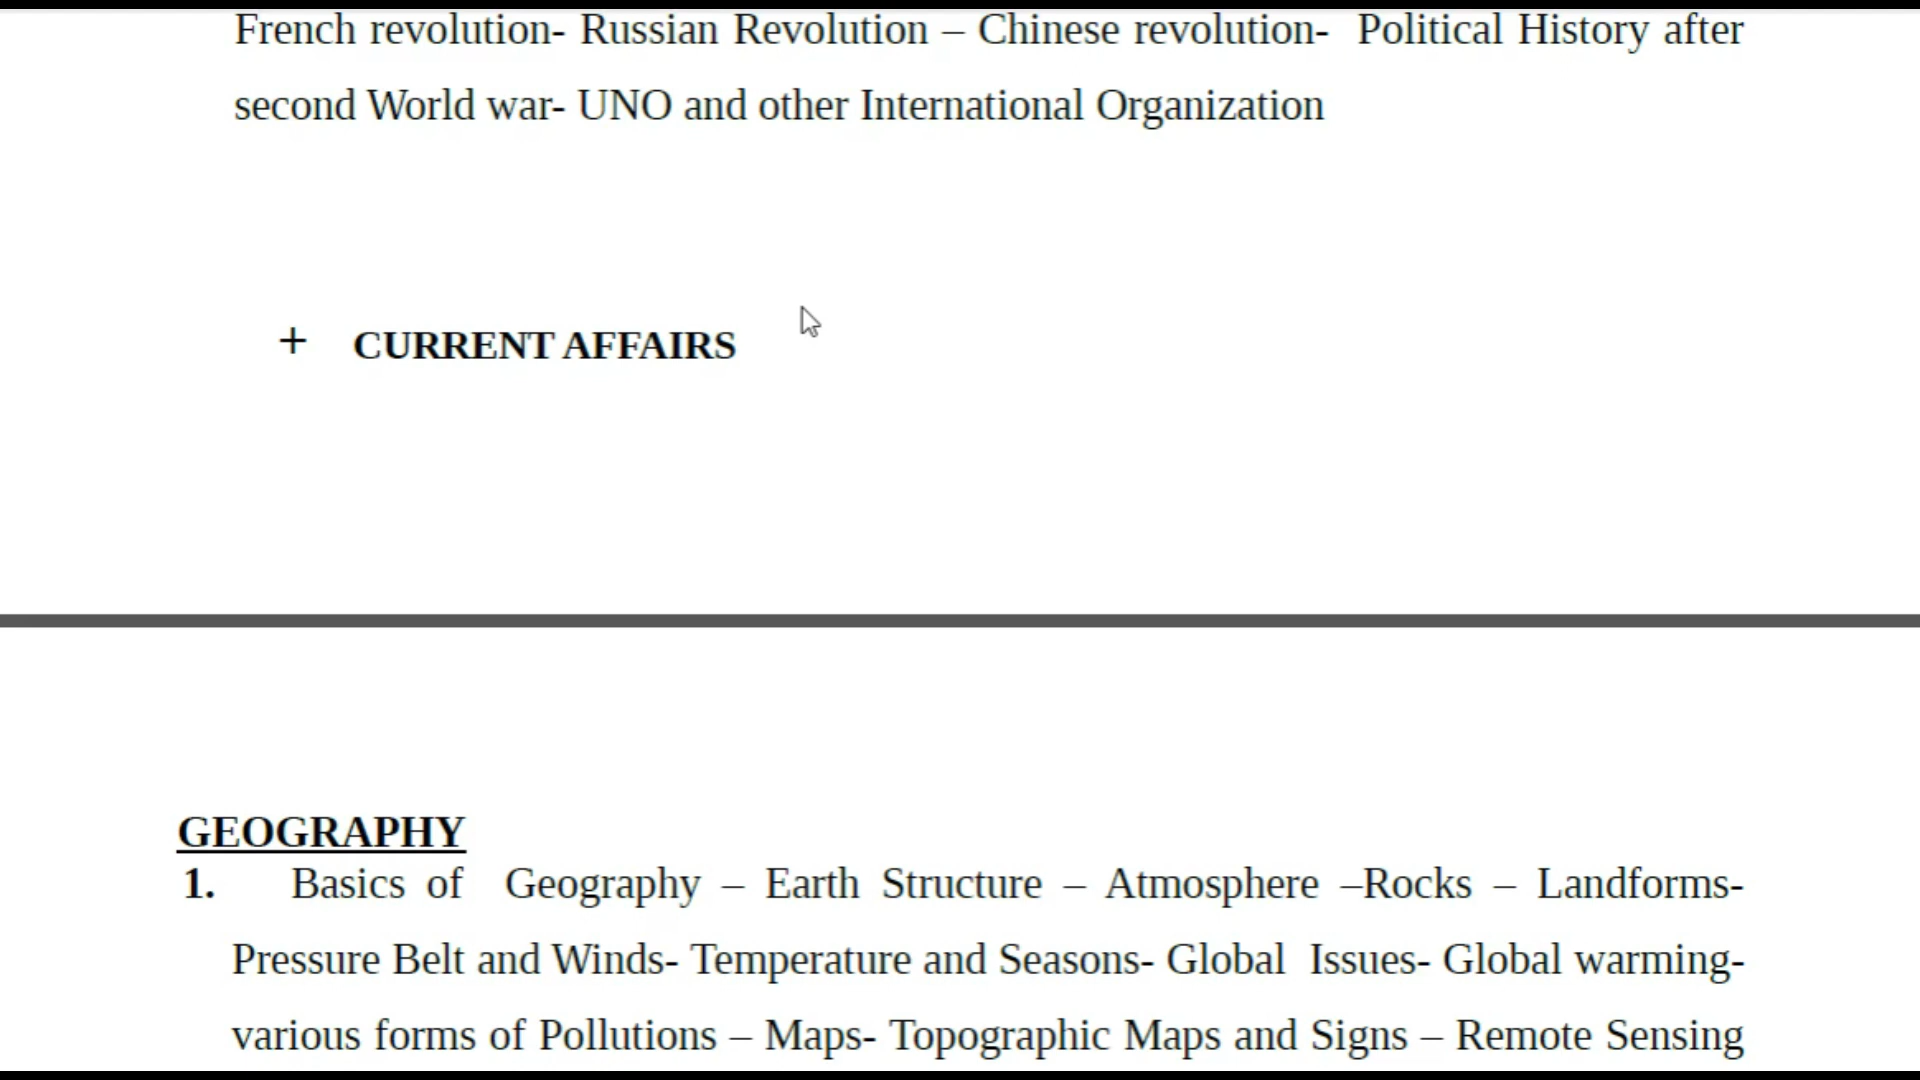 French revolution- Russian Revolution – Chinese revolution- Political History after
second World war- UNO and other International Organization
+ CURRENT AFFAIRS
GEOGRAPHY
1. Basics of Geography – Earth Structure – Atmosphere –Rocks – Landforms-
Pressure Belt and Winds- Temperature and Seasons- Global Issues- Global warming-
various forms of Pollutions – Maps- Topographic Maps and Signs – Remote Sensing